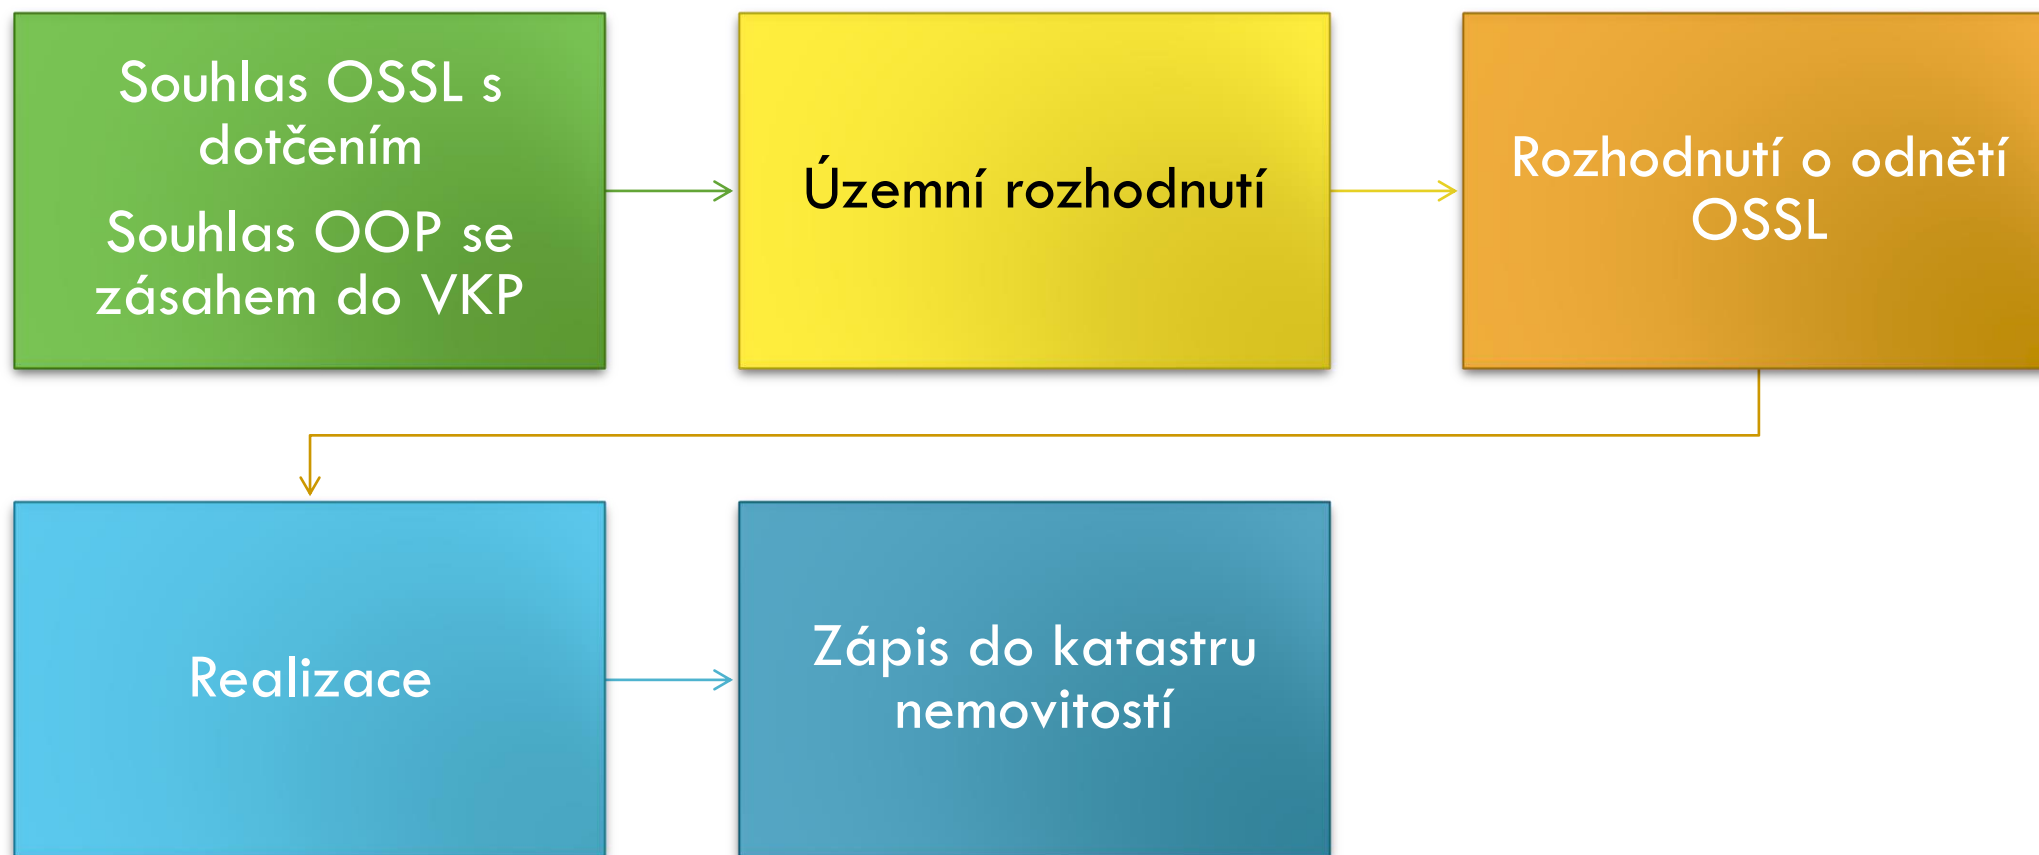 Souhlas OSSL s
dotčením
Souhlas OOP se
zásahem do VKP
Územní rozhodnutí
Rozhodnutí o odnětí
OSSL
Realizace
Zápis do katastru
nemovitostí